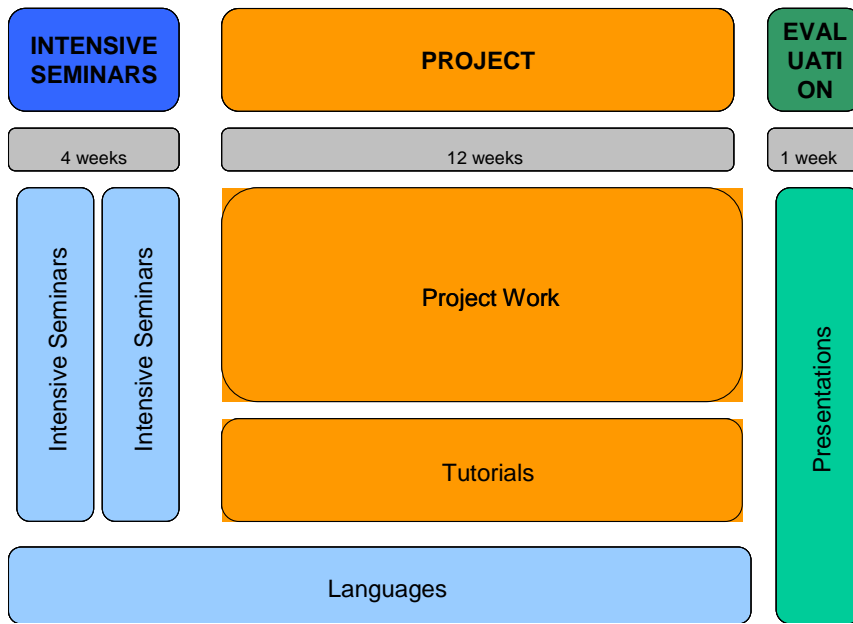 INTENSIVE
SEMINARS
PROJECT
EVAL
UATI
ON
4 weeks
12 weeks
1 week
Intensive Seminars
Intensive Seminars
Project Work
Tutorials
Presentations
Languages